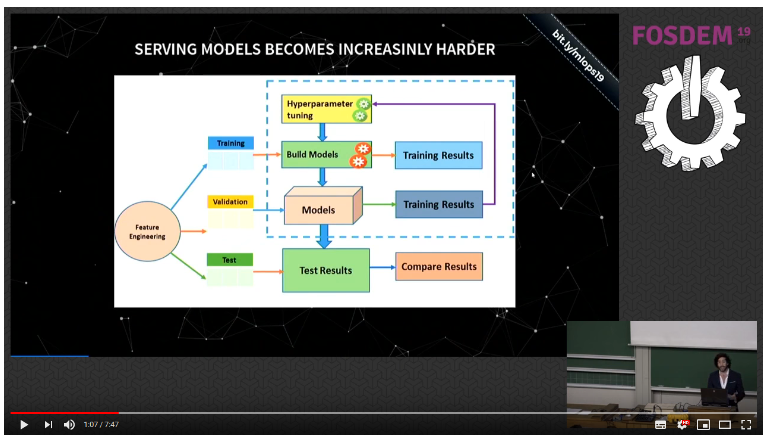 SERVING MODELS BECOMES INCREASINLY HARDER
bit.ly/mlops19
FOSDEM 19
Hyperparameter
tuning
Training
Build Models
Training Results
Validation
Models
Training Results
Feature
Engineering
Test
Test Results
Compare Results
1:07 / 7:47
HD